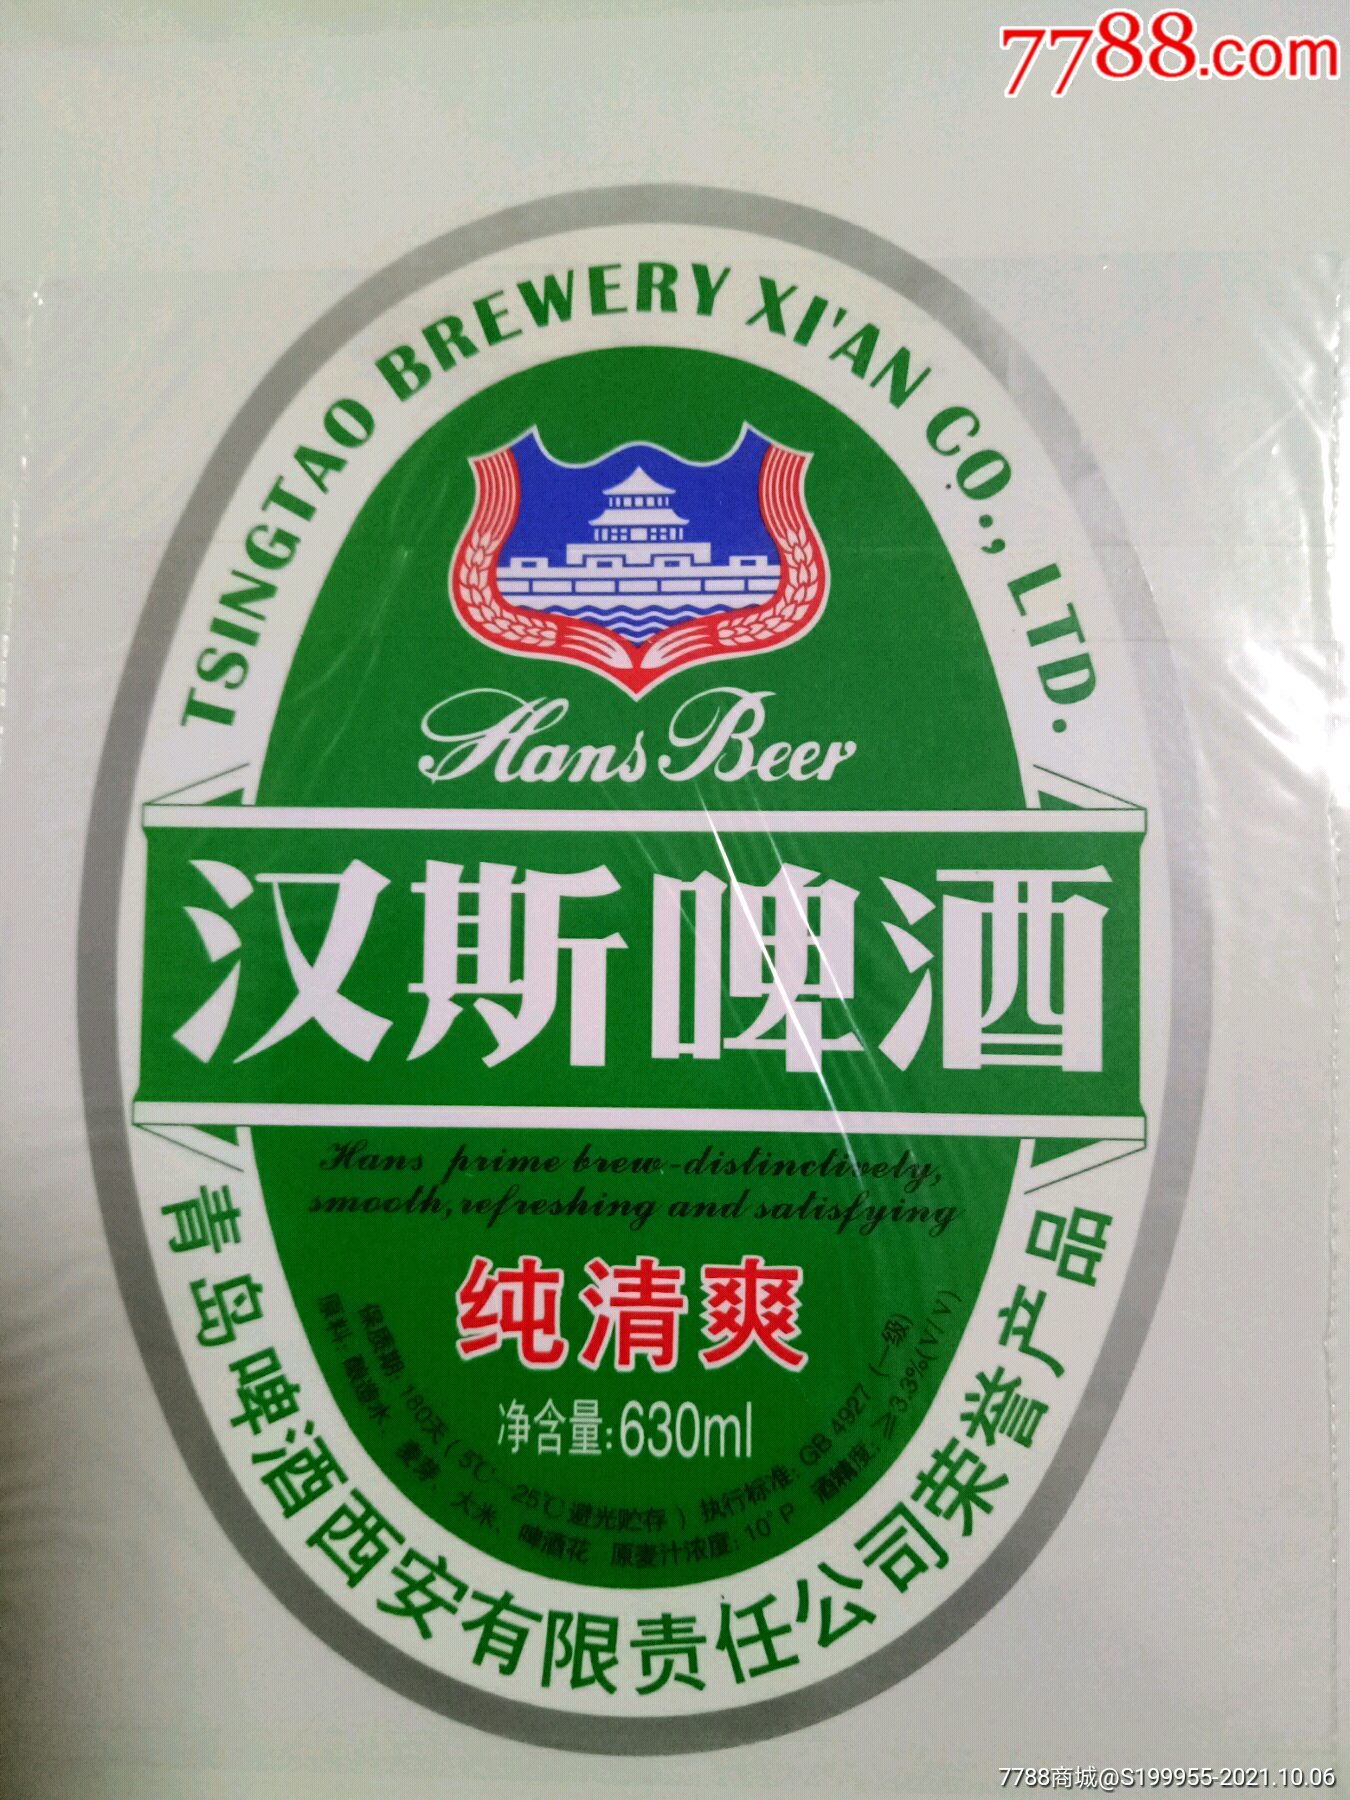 7788.com
TSINGTAO BREWERY XI'AN CO., LTD.
Hans Beer
汉斯啤酒
Hans prime brew-distinctively,
smooth, refreshing and satisfying
纯清爽
净含量:630ml
保质期: 180天 ( 5℃--25℃ 避光贮存 ) 执行标准: GB 4927 (一级)
原料: 酿造水、麦芽、大米、啤酒花 原麦汁浓度: 10°P 酒精度: ≥3.3%(V/V)
青岛啤酒西安有限责任公司荣誉产品
7788商城@S199955-2021.10.06